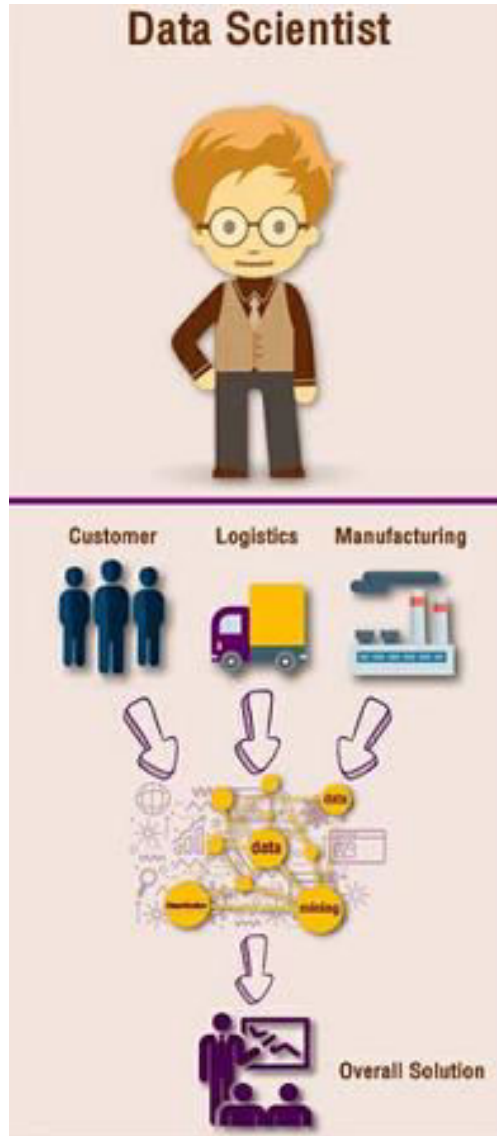 Data Scientist
Customer Logistics Manufacturing
data
data
mining
Overall Solution